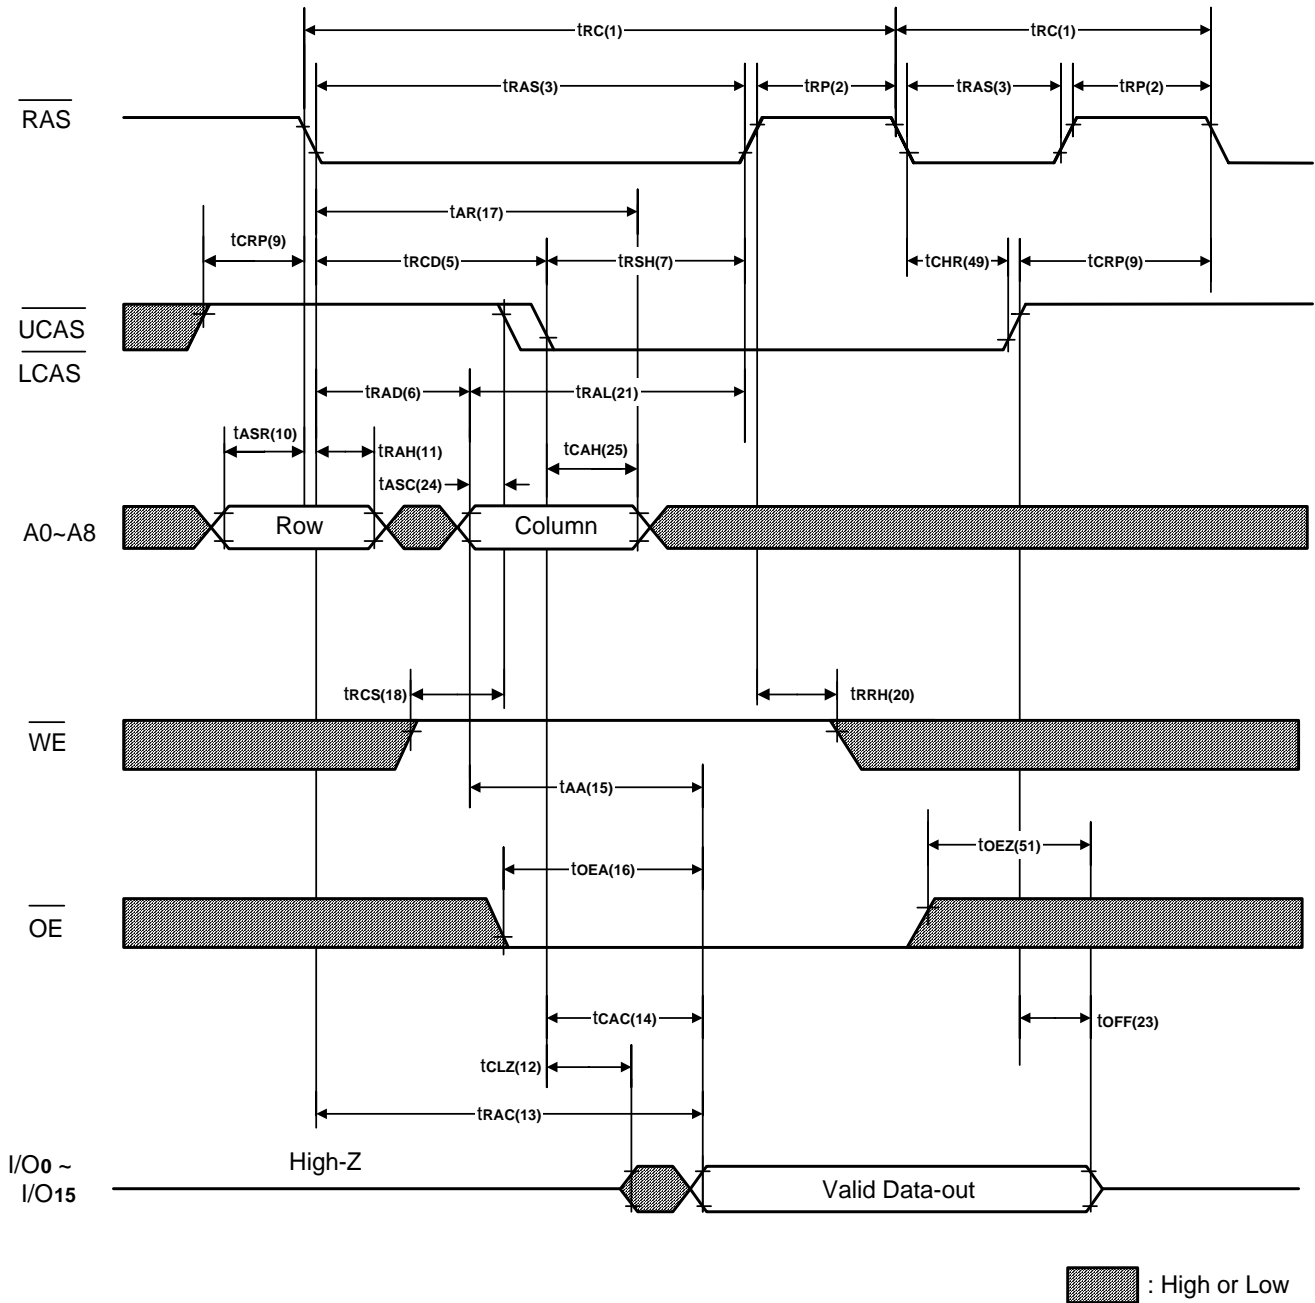 tRC(1) tRC(1)
tRAS(3) tRP(2) tRAS(3) tRP(2)
RAS
tAR(17)
tCRP(9) tRCD(5) tRSH(7) tCHR(49) tCRP(9)
UCAS
LCAS
tRAD(6) tRAL(21)
tASR(10) tRAH(11) tCAH(25)
tASC(24)
A0~A8 Row Column
tRCS(18) tRRH(20)
WE
tAA(15)
tOEZ(51)
tOEA(16)
OE
tCAC(14) tOFF(23)
tCLZ(12)
tRAC(13)
I/O0 ~ High-Z
I/O15 Valid Data-out
: High or Low